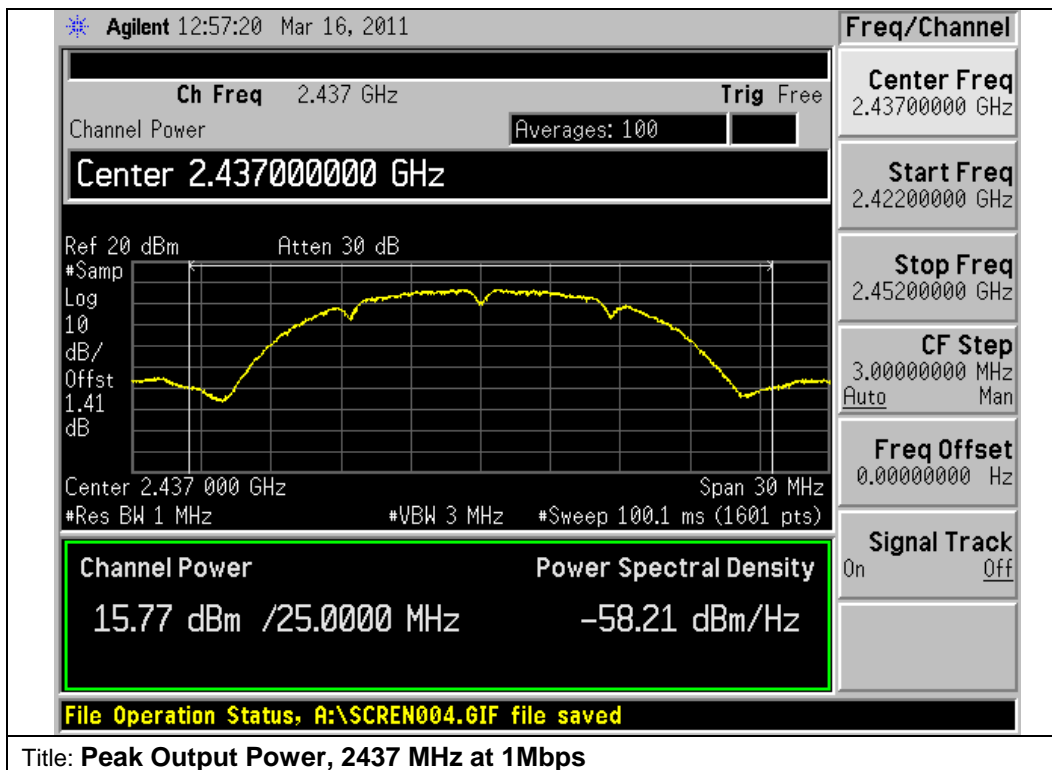 Agilent 12:57:20 Mar 16, 2011
Freq/Channel
Ch Freq 2.437 GHz Trig Free
Channel Power Averages: 100
Center 2.437000000 GHz
Ref 20 dBm Atten 30 dB
#Samp
Log
10
dB/
Offst
1.41
dB
Center 2.437 000 GHz Span 30 MHz
#Res BW 1 MHz #VBW 3 MHz #Sweep 100.1 ms (1601 pts)
Channel Power Power Spectral Density
15.77 dBm /25.0000 MHz -58.21 dBm/Hz
File Operation Status, A:\SCREN004.GIF file saved
Center Freq
2.43700000 GHz
Start Freq
2.42200000 GHz
Stop Freq
2.45200000 GHz
CF Step
3.00000000 MHz
Auto Man
Freq Offset
0.00000000 Hz
Signal Track
On Off
Title: Peak Output Power, 2437 MHz at 1Mbps